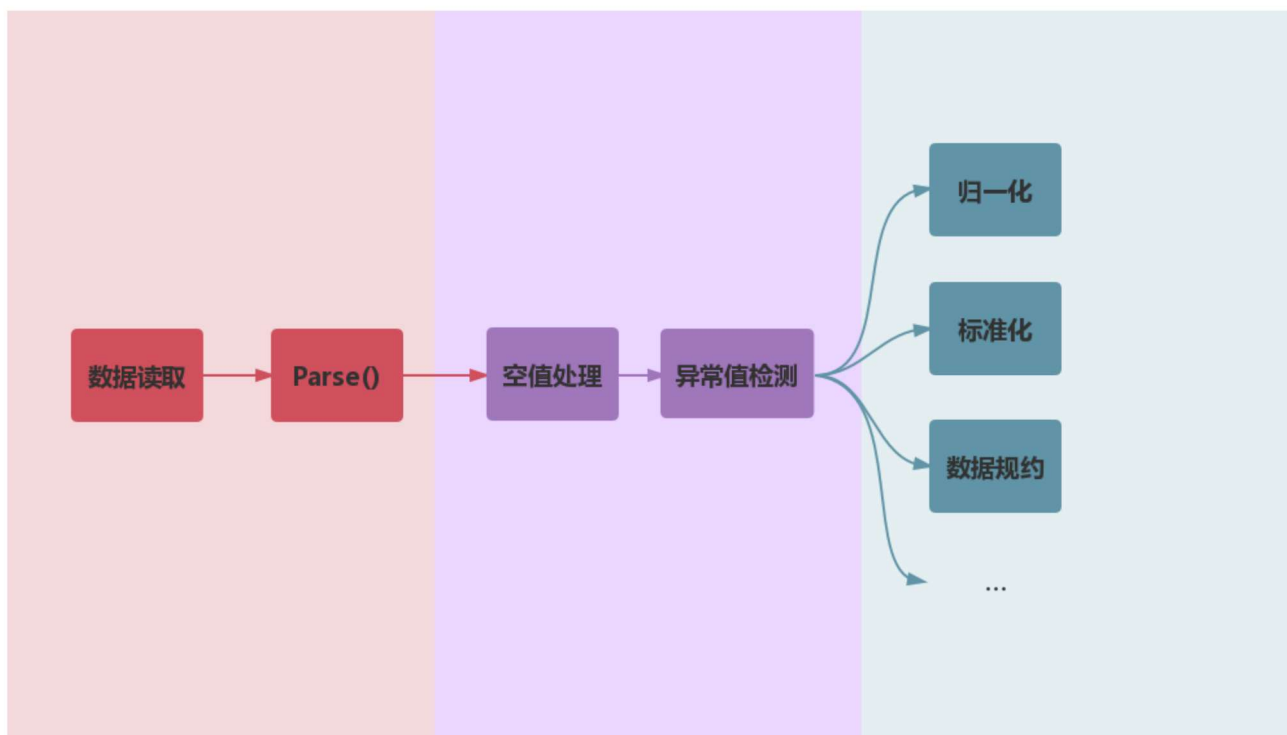 数据读取
Parse()
空值处理
异常值检测
归一化
标准化
数据规约
...